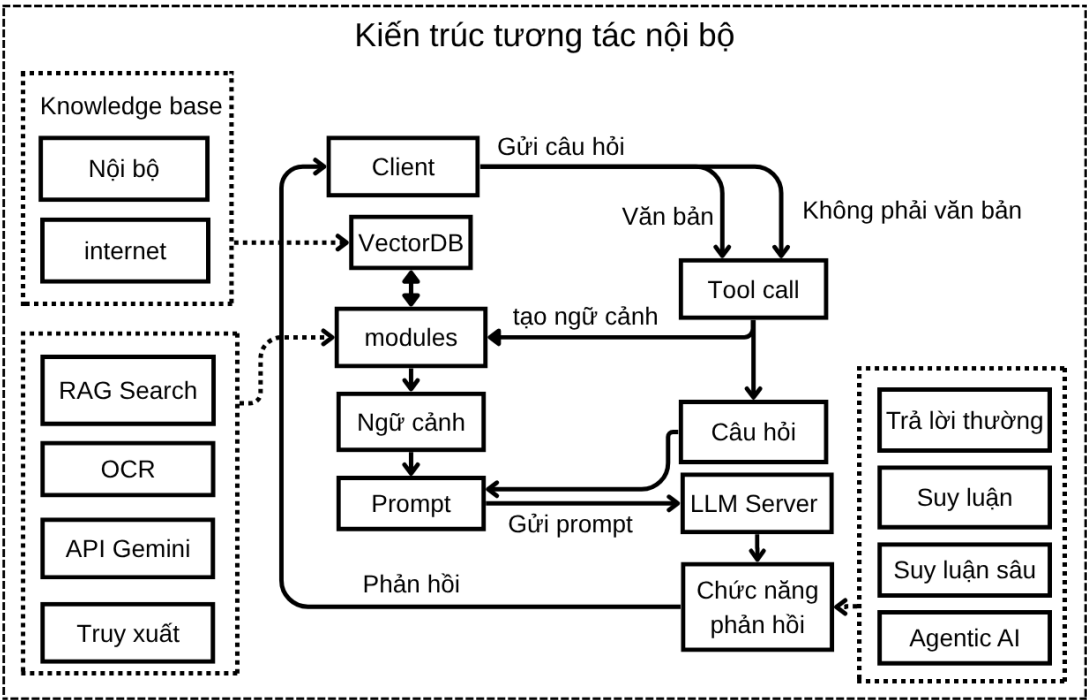 Kiến trúc tương tác nội bộ
Knowledge base
Nội bộ
internet
Client
Gửi câu hỏi
Văn bản
Không phải văn bản
VectorDB
Tool call
modules
tạo ngữ cảnh
RAG Search
OCR
API Gemini
Truy xuất
Ngữ cảnh
Câu hỏi
Prompt
Gửi prompt
LLM Server
Phản hồi
Chức năng
phản hồi
Trả lời thường
Suy luận
Suy luận sâu
Agentic AI